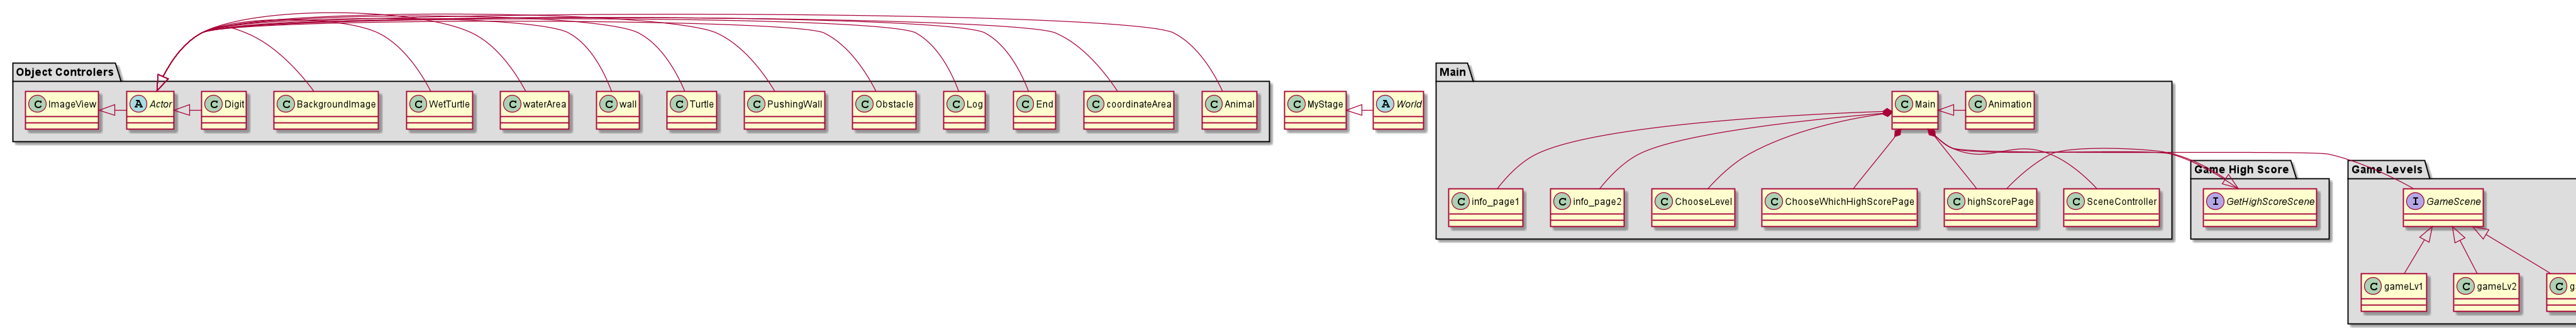 Object Controlers
C ImageView
A Actor
C Digit
C BackgroundImage
C WetTurtle
C waterArea
C wall
C Turtle
C PushingWall
C Obstacle
C Log
C End
C coordinateArea
C Animal
C MyStage
A World
Main
C Main
C Animation
C info_page1
C info_page2
C ChooseLevel
C ChooseWhichHighScorePage
C highScorePage
C SceneController
Game High Score
I GetHighScoreScene
Game Levels
I GameScene
C gameLv1
C gameLv2
C g